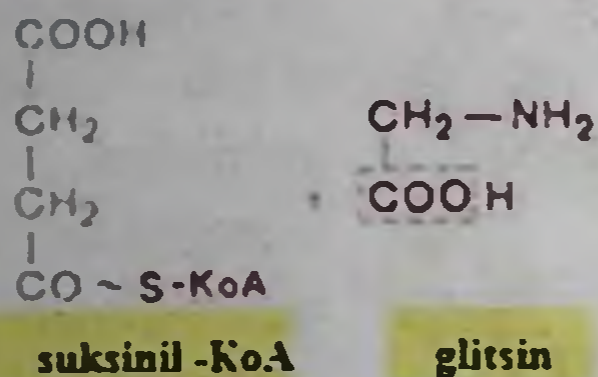 COOH
CH₂
CH₂
CO ~ S-KoA
suksinil -KoA
CH₂ — NH₂
COOH
glitsin